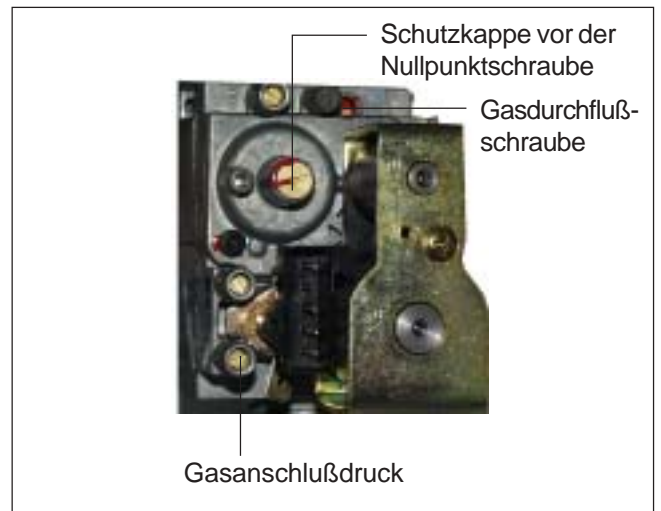 Schutzkappe vor der
Nullpunktschraube
Gasdurchfluß-
schraube
Gasanschlußdruck